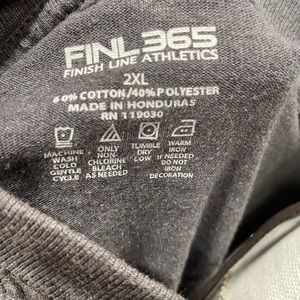 FINL 365
FINISH LINE ATHLETICS
2XL
60% COTTON/40% POLYESTER
MADE IN HONDURAS
RN 119030
MACHINE WASH COLD GENTLE CYCLE
ONLY NON CHLORINE BLEACH AS NEEDED
TUMBLE DRY LOW
WARM IRON IF NEEDED DO NOT IRON DECORATION